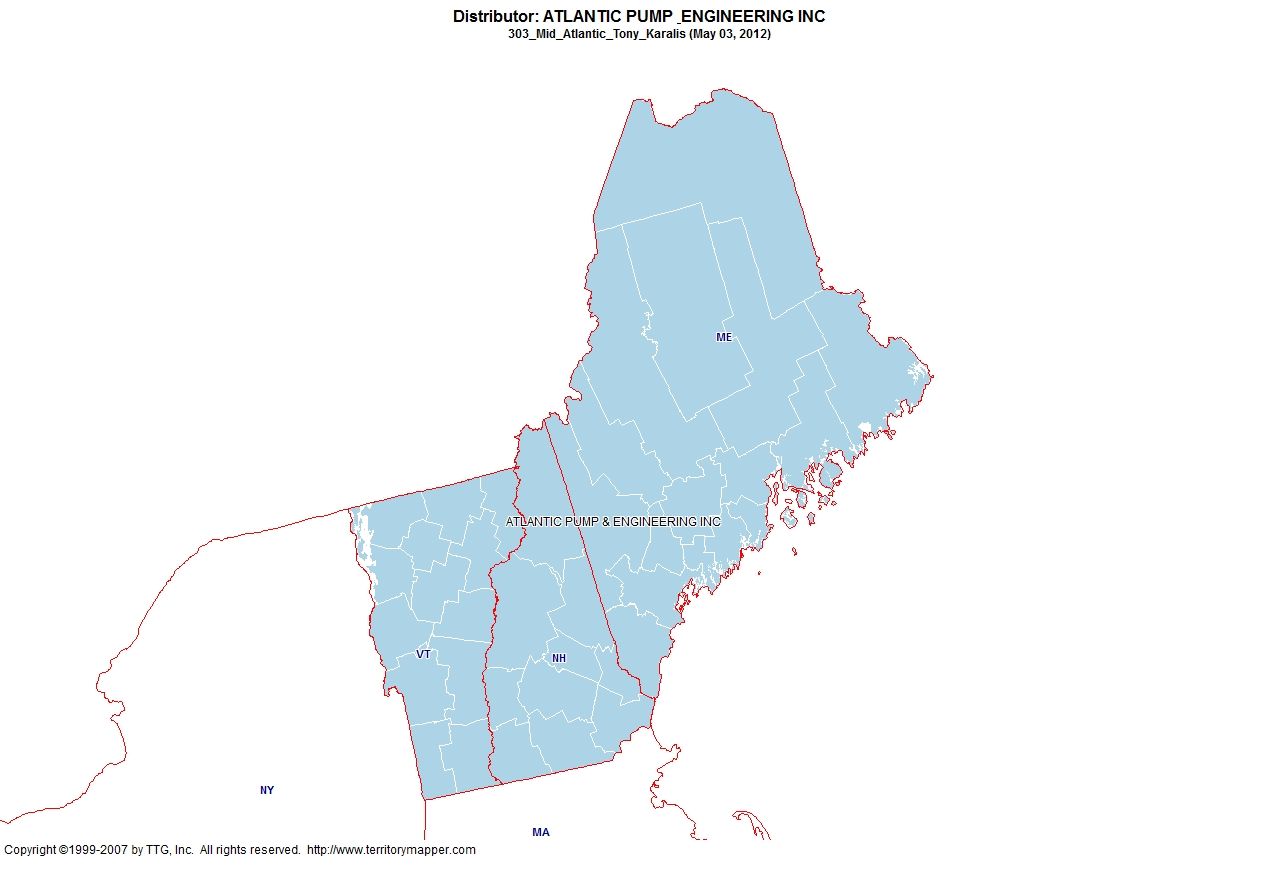 Distributor: ATLANTIC PUMP _ENGINEERING INC
303_Mid_Atlantic_Tony_Karalis (May 03, 2012)
ME
ATLANTIC PUMP & ENGINEERING INC
VT
NH
NY
MA
Copyright ©1999-2007 by TTG, Inc. All rights reserved. http://www.territorymapper.com